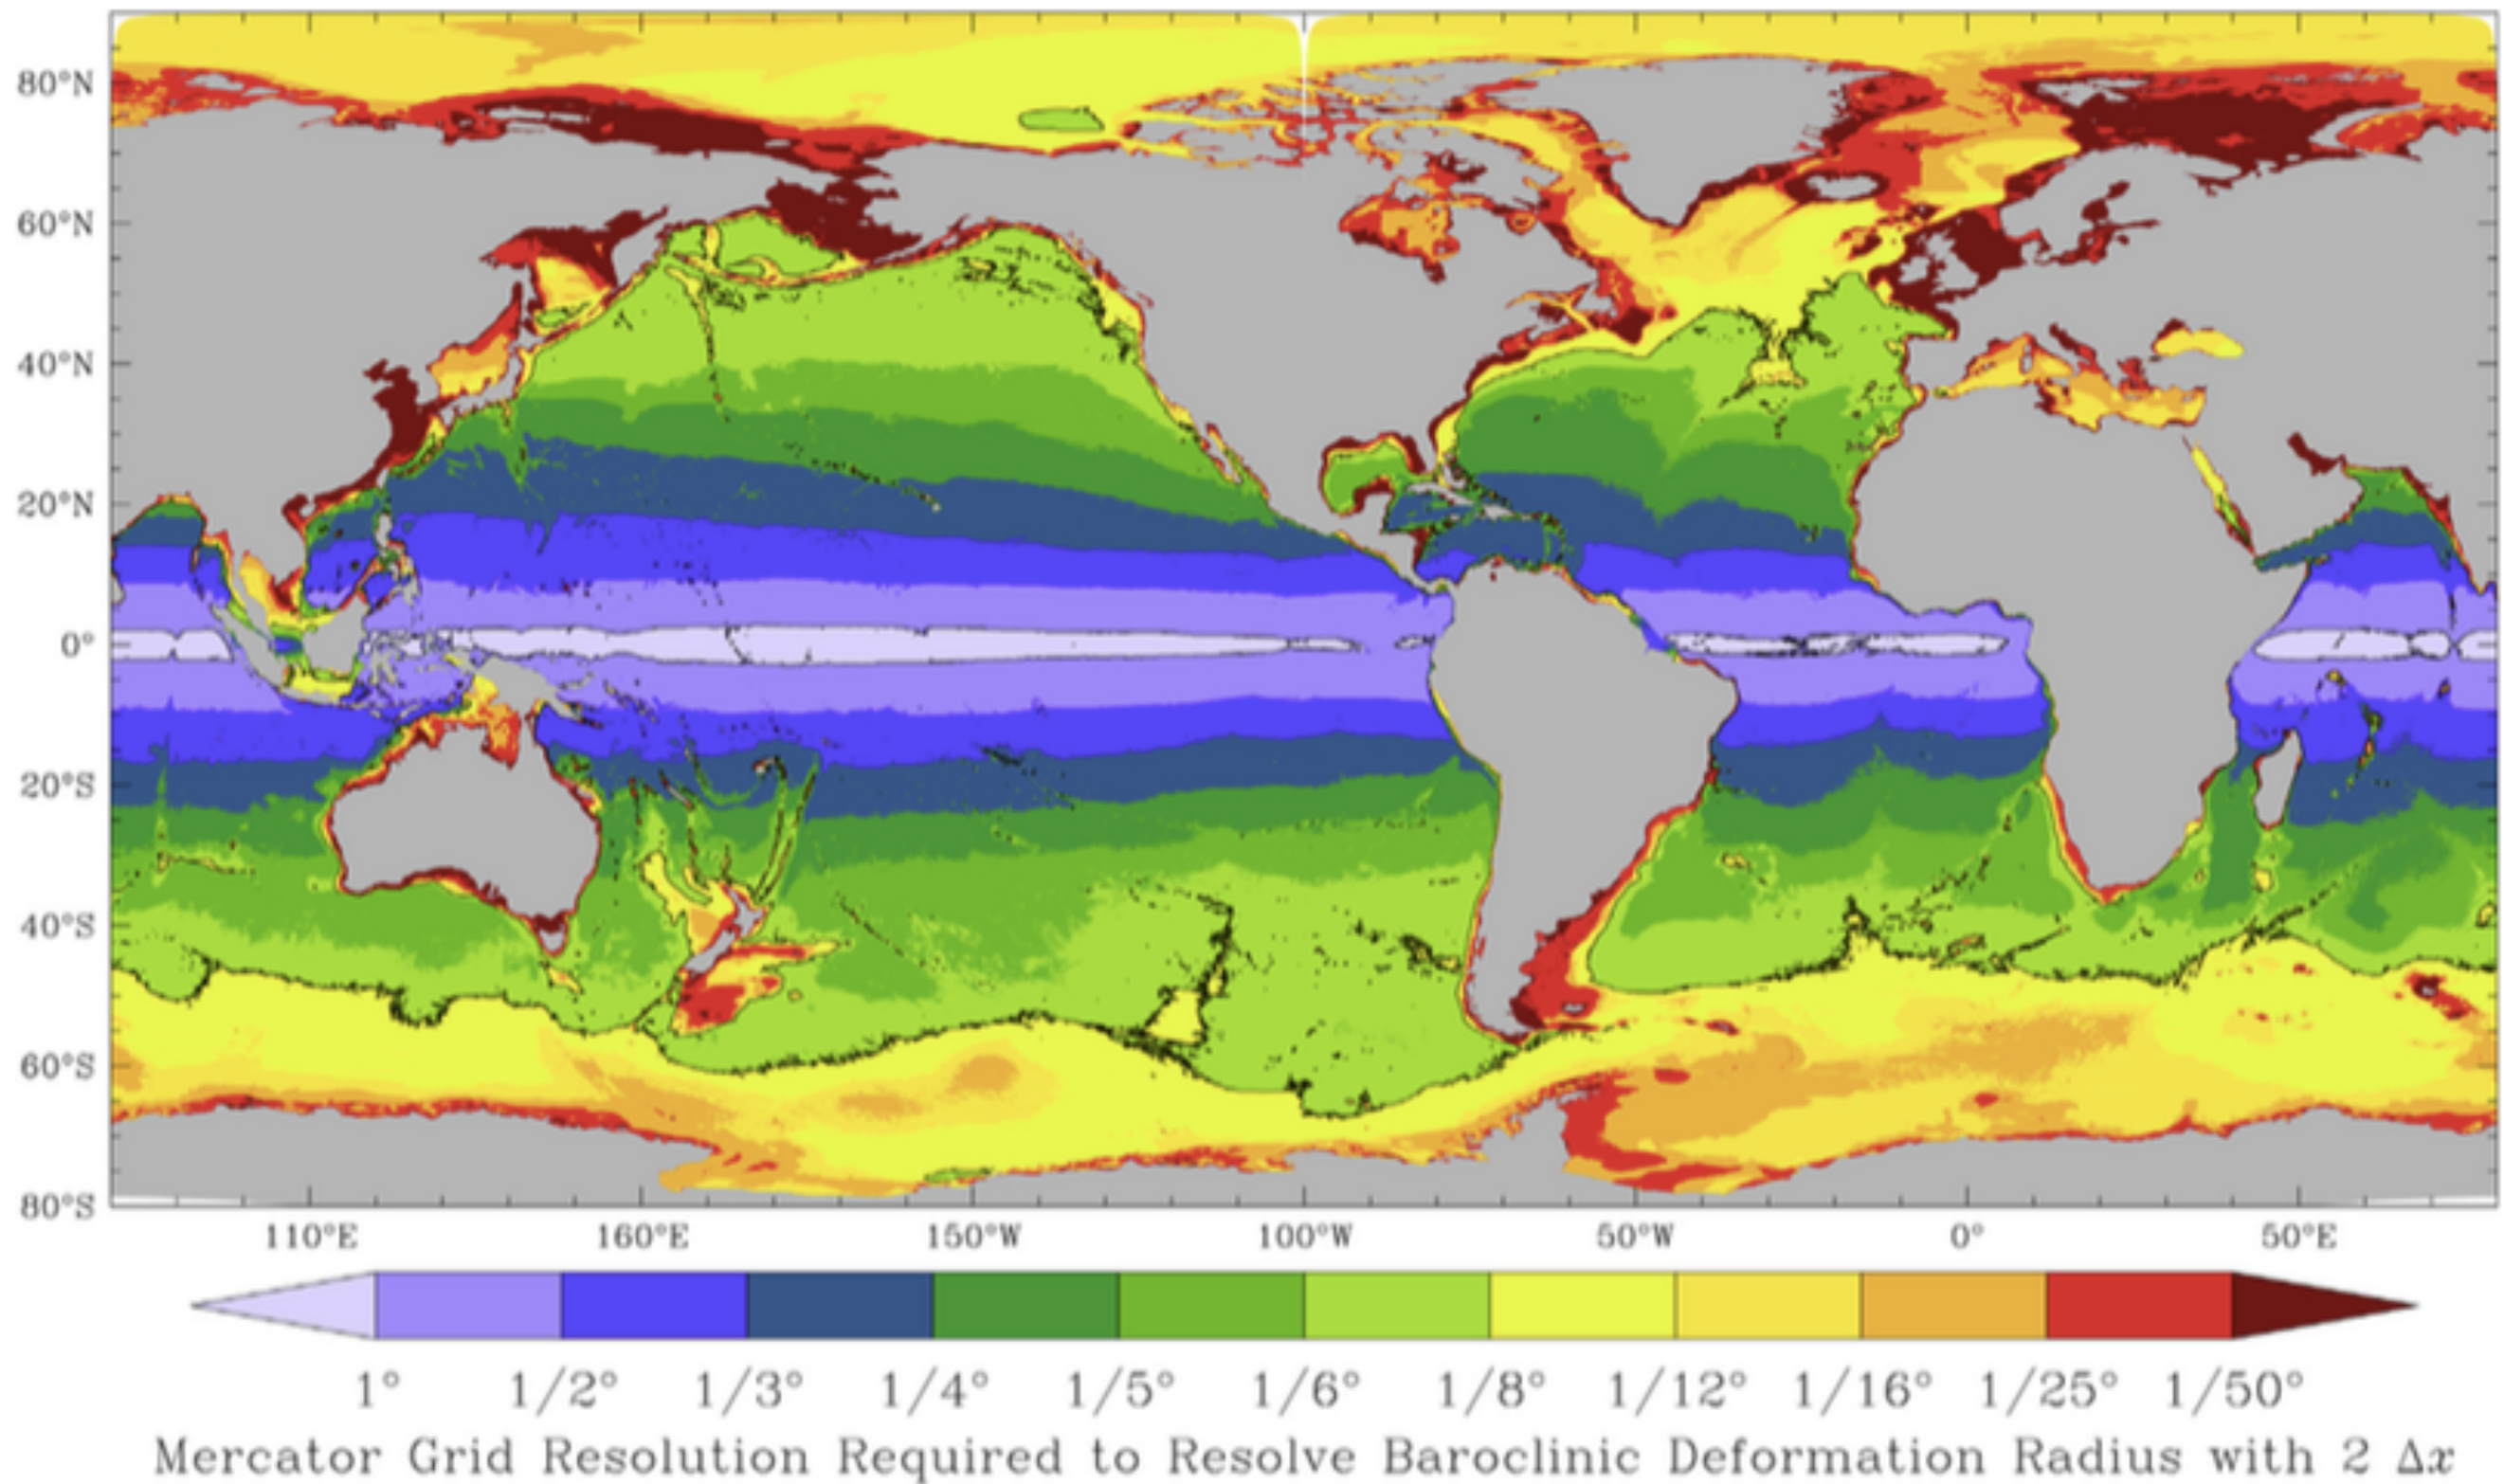 80°N
60°N
40°N
20°N
0°
20°S
40°S
60°S
80°S
110°E 160°E 150°W 100°W 50°W 0° 50°E
1° 1/2° 1/3° 1/4° 1/5° 1/6° 1/8° 1/12° 1/16° 1/25° 1/50°
Mercator Grid Resolution Required to Resolve Baroclinic Deformation Radius with 2 Δx